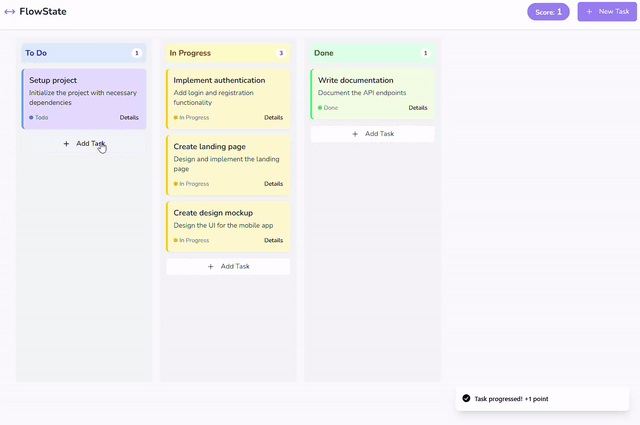 FlowState
Score: 1
+ New Task
To Do 1
Setup project
Initialize the project with necessary
dependencies
Todo Details
+ Add Task
In Progress 3
Implement authentication
Add login and registration
functionality
In Progress Details
Create landing page
Design and implement the landing
page
In Progress Details
Create design mockup
Design the UI for the mobile app
In Progress Details
+ Add Task
Done 1
Write documentation
Document the API endpoints
Done Details
+ Add Task
Task progressed! +1 point